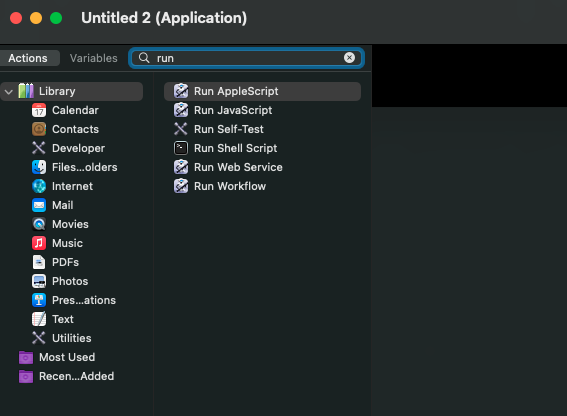 Untitled 2 (Application)
Actions
Variables
run
Library
Calendar
Contacts
Developer
Files...olders
Internet
Mail
Movies
Music
PDFs
Photos
Pres...ations
Text
Utilities
Most Used
Recen...Added
Run AppleScript
Run JavaScript
Run Self-Test
Run Shell Script
Run Web Service
Run Workflow